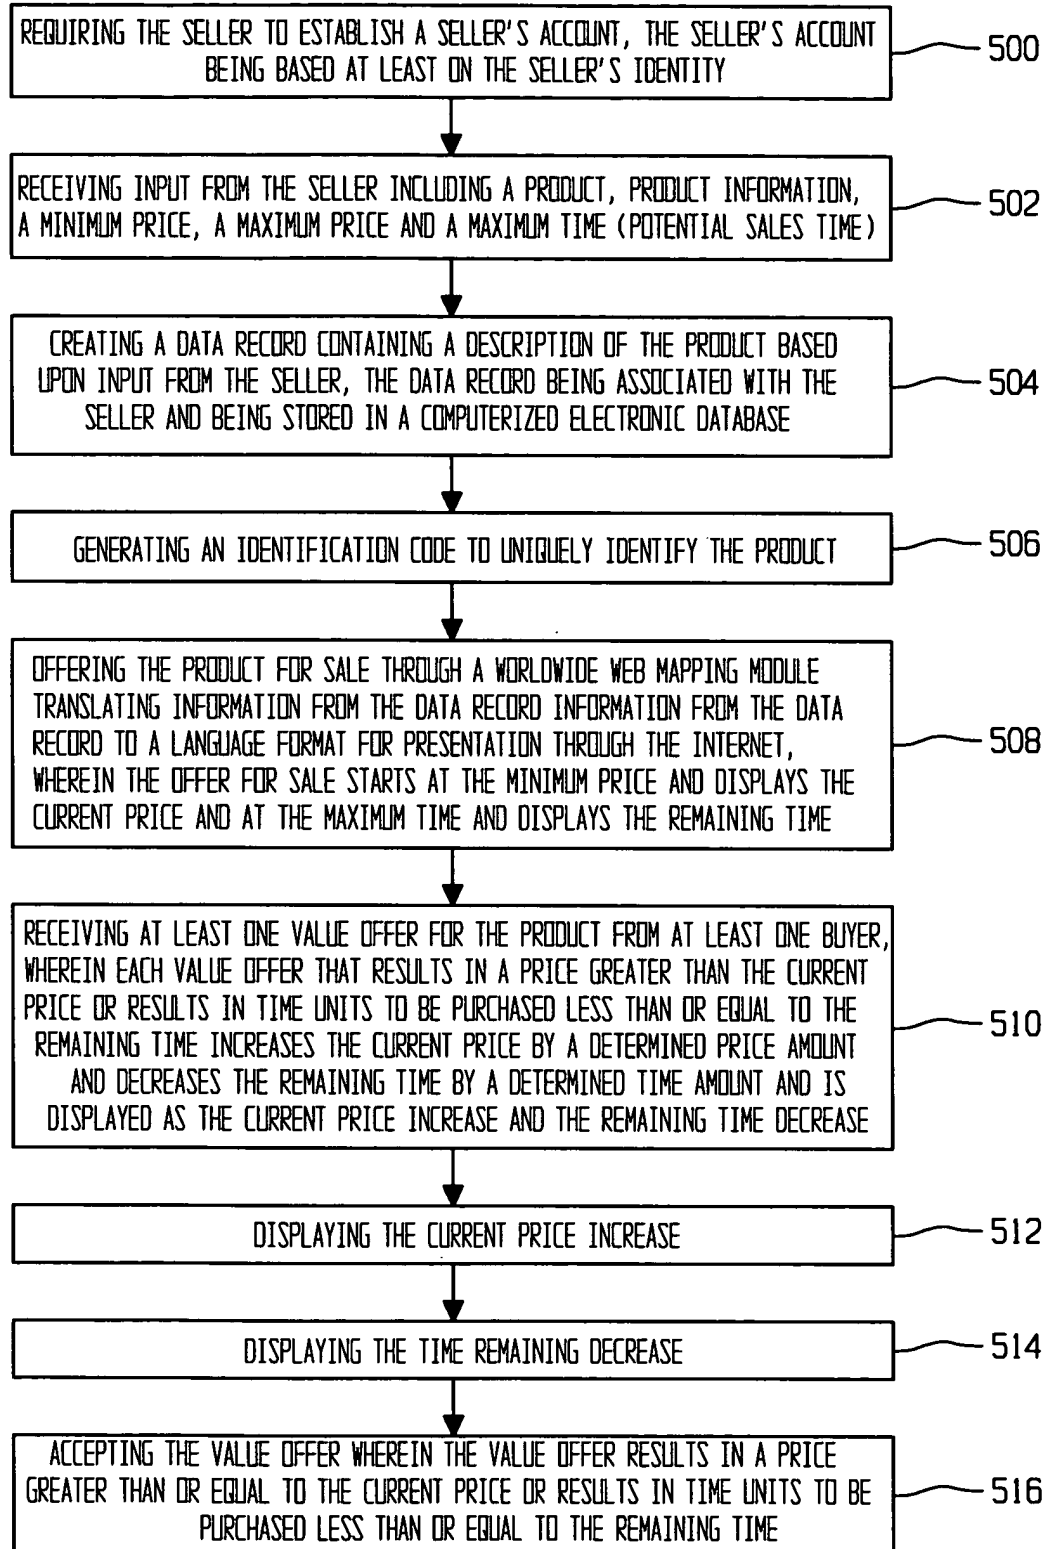 REQUIRING THE SELLER TO ESTABLISH A SELLER'S ACCOUNT, THE SELLER'S ACCOUNT
BEING BASED AT LEAST ON THE SELLER'S IDENTITY
500
RECEIVING INPUT FROM THE SELLER INCLUDING A PRODUCT, PRODUCT INFORMATION,
A MINIMUM PRICE, A MAXIMUM PRICE AND A MAXIMUM TIME (POTENTIAL SALES TIME)
502
CREATING A DATA RECORD CONTAINING A DESCRIPTION OF THE PRODUCT BASED
UPON INPUT FROM THE SELLER, THE DATA RECORD BEING ASSOCIATED WITH THE
SELLER AND BEING STORED IN A COMPUTERIZED ELECTRONIC DATABASE
504
GENERATING AN IDENTIFICATION CODE TO UNIQUELY IDENTIFY THE PRODUCT
506
OFFERING THE PRODUCT FOR SALE THROUGH A WORLDWIDE WEB MAPPING MODULE
TRANSLATING INFORMATION FROM THE DATA RECORD INFORMATION FROM THE DATA
RECORD TO A LANGUAGE FORMAT FOR PRESENTATION THROUGH THE INTERNET,
WHEREIN THE OFFER FOR SALE STARTS AT THE MINIMUM PRICE AND DISPLAYS THE
CURRENT PRICE AND AT THE MAXIMUM TIME AND DISPLAYS THE REMAINING TIME
508
RECEIVING AT LEAST ONE VALUE OFFER FOR THE PRODUCT FROM AT LEAST ONE BUYER,
WHEREIN EACH VALUE OFFER THAT RESULTS IN A PRICE GREATER THAN THE CURRENT
PRICE OR RESULTS IN TIME UNITS TO BE PURCHASED LESS THAN OR EQUAL TO THE
REMAINING TIME INCREASES THE CURRENT PRICE BY A DETERMINED PRICE AMOUNT
AND DECREASES THE REMAINING TIME BY A DETERMINED TIME AMOUNT AND IS
DISPLAYED AS THE CURRENT PRICE INCREASE AND THE REMAINING TIME DECREASE
510
DISPLAYING THE CURRENT PRICE INCREASE
512
DISPLAYING THE TIME REMAINING DECREASE
514
ACCEPTING THE VALUE OFFER WHEREIN THE VALUE OFFER RESULTS IN A PRICE
GREATER THAN OR EQUAL TO THE CURRENT PRICE OR RESULTS IN TIME UNITS TO BE
PURCHASED LESS THAN OR EQUAL TO THE REMAINING TIME
516